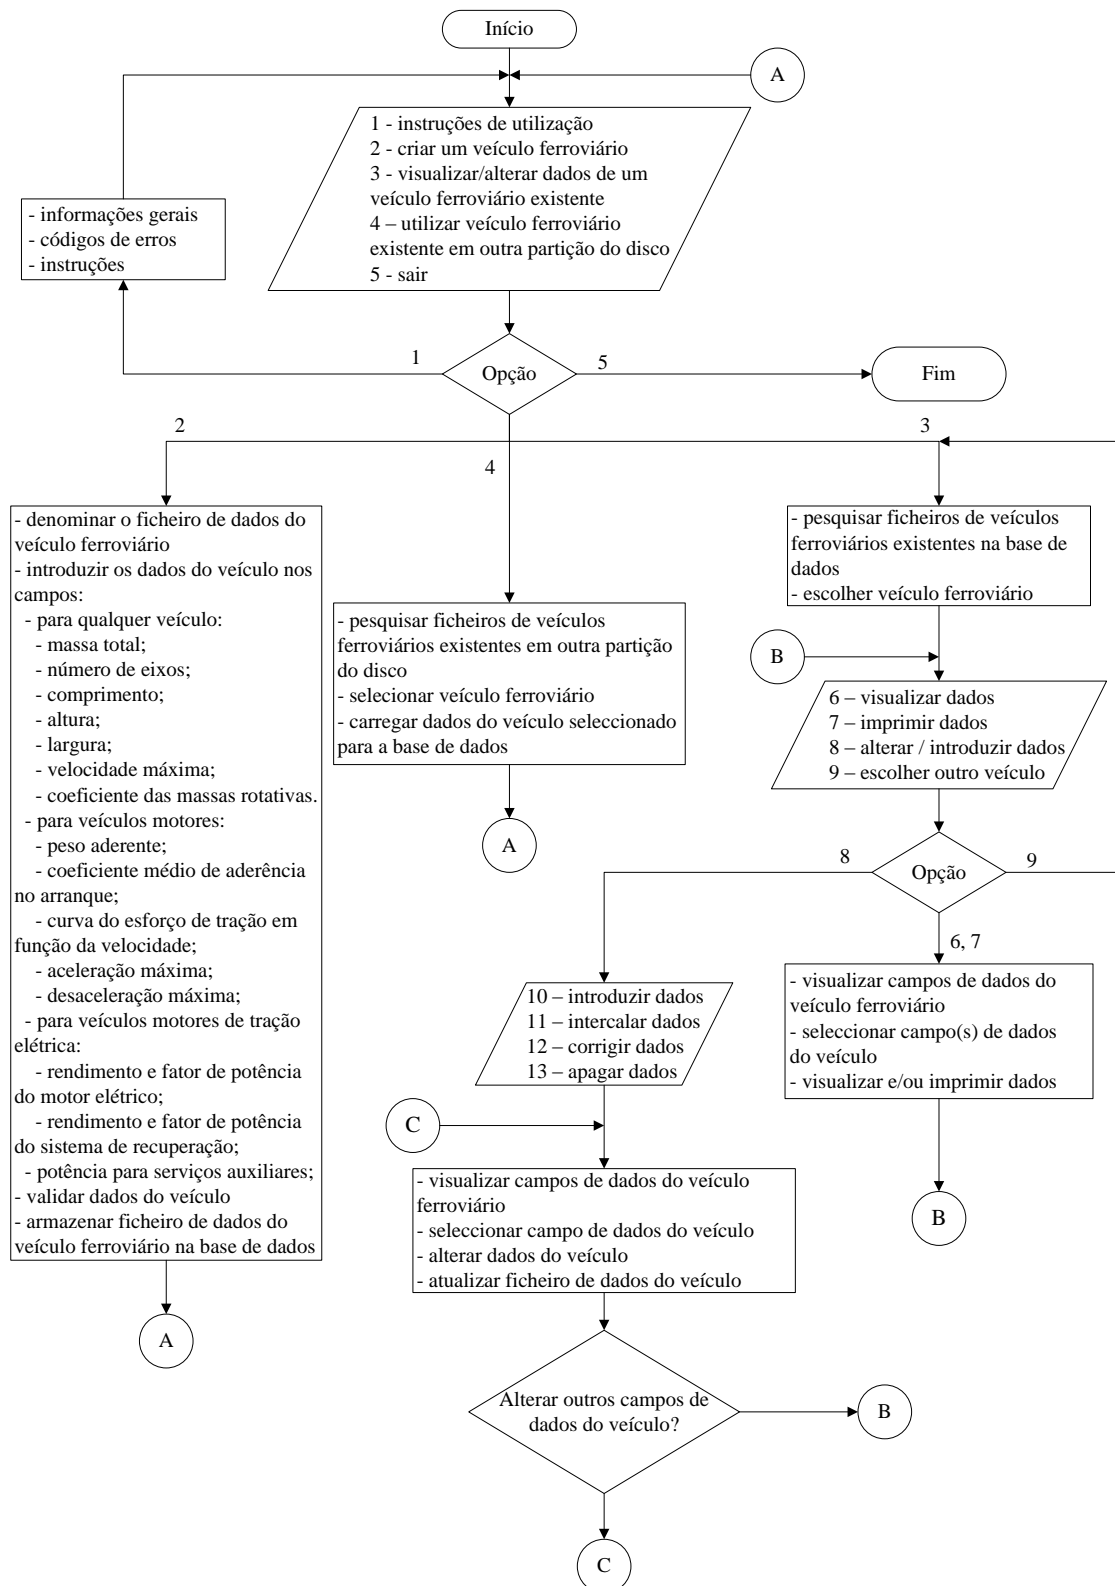 Início
A
1 - instruções de utilização
2 - criar um veículo ferroviário
3 - visualizar/alterar dados de um
veículo ferroviário existente
4 – utilizar veículo ferroviário
existente em outra partição do disco
5 - sair
- informações gerais
- códigos de erros
- instruções
1
Opção
5
Fim
2
4
3
- denominar o ficheiro de dados do
veículo ferroviário
- introduzir os dados do veículo nos
campos:
- para qualquer veículo:
- massa total;
- número de eixos;
- comprimento;
- altura;
- largura;
- velocidade máxima;
- coeficiente das massas rotativas.
- para veículos motores:
- peso aderente;
- coeficiente médio de aderência
no arranque;
- curva do esforço de tração em
função da velocidade;
- aceleração máxima;
- desaceleração máxima;
- para veículos motores de tração
elétrica:
- rendimento e fator de potência
do motor elétrico;
- rendimento e fator de potência
do sistema de recuperação;
- potência para serviços auxiliares;
- validar dados do veículo
- armazenar ficheiro de dados do
veículo ferroviário na base de dados
A
- pesquisar ficheiros de veículos
ferroviários existentes em outra partição
do disco
- selecionar veículo ferroviário
- carregar dados do veículo seleccionado
para a base de dados
A
- pesquisar ficheiros de veículos
ferroviários existentes na base de
dados
- escolher veículo ferroviário
B
6 – visualizar dados
7 – imprimir dados
8 – alterar / introduzir dados
9 – escolher outro veículo
8
Opção
9
6, 7
10 – introduzir dados
11 – intercalar dados
12 – corrigir dados
13 – apagar dados
- visualizar campos de dados do
veículo ferroviário
- seleccionar campo(s) de dados
do veículo
- visualizar e/ou imprimir dados
B
C
- visualizar campos de dados do veículo
ferroviário
- seleccionar campo de dados do veículo
- alterar dados do veículo
- atualizar ficheiro de dados do veículo
Alterar outros campos de
dados do veículo?
B
C